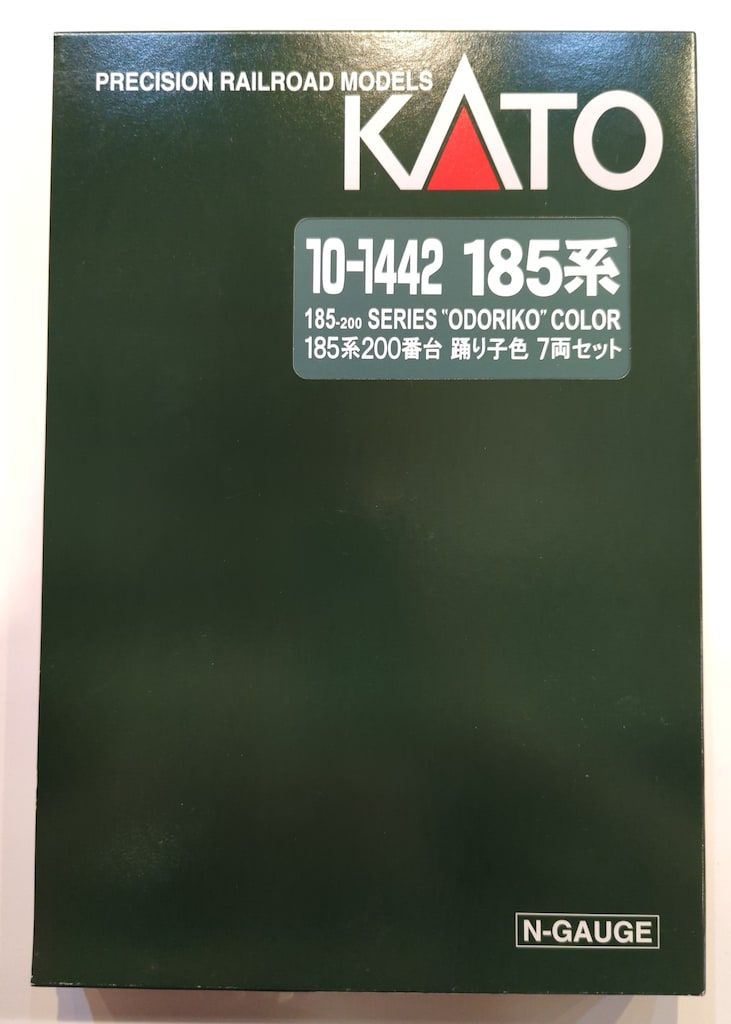 PRECISION RAILROAD MODELS
KATO
10-1442 185系
185-200 SERIES "ODORIKO" COLOR
185系200番台 踊り子色 7両セット
N-GAUGE